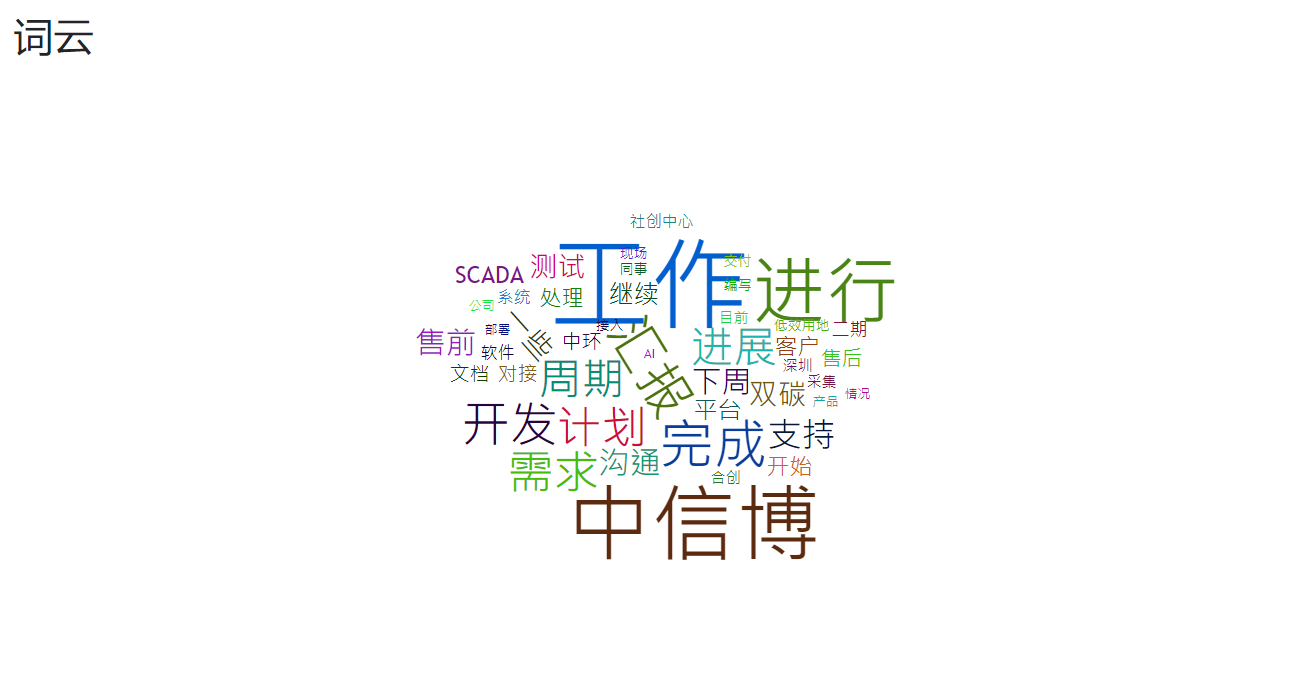 词云
社创中心
工作
现场
同事
交付
编写
进行
SCADA
测试
系统
处理
继续
公司
部署
一些
接入
汇报
AI
目前
低效用地
二期
售前
软件
中环
进展
客户
售后
深圳
文档
对接
周期
下周
双碳
采集
产品
情况
平台
开发
计划
完成
支持
需求
沟通
合创
开始
中信博